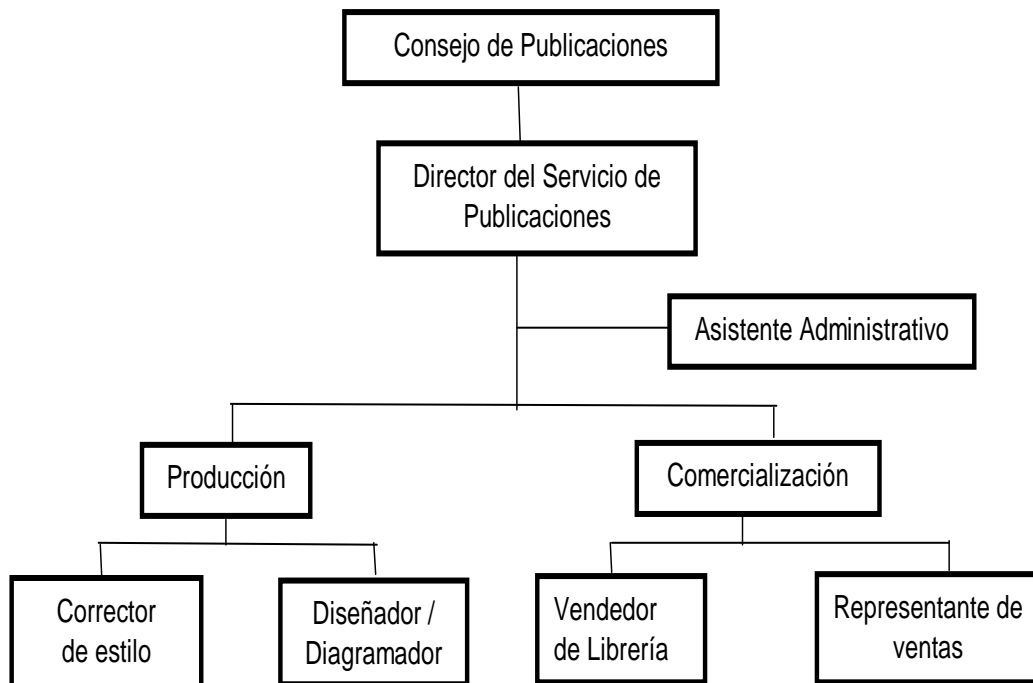 Consejo de Publicaciones
Director del Servicio de
Publicaciones
Asistente Administrativo
Producción
Comercialización
Corrector
de estilo
Diseñador /
Diagramador
Vendedor
de Librería
Representante de
ventas